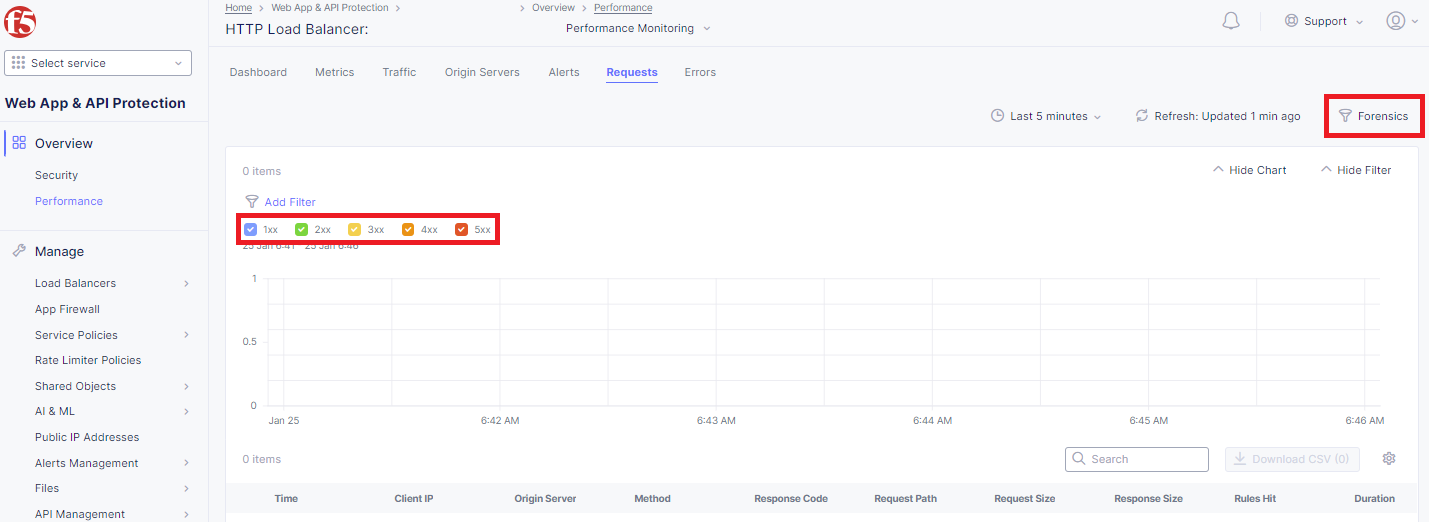 f5
Home > Web App & API Protection > > Overview > Performance
HTTP Load Balancer: Performance Monitoring
Support
Select service
Dashboard Metrics Traffic Origin Servers Alerts Requests Errors
Web App & API Protection
Last 5 minutes Refresh: Updated 1 min ago Forensics
Overview
Security
Performance
Manage
Load Balancers
App Firewall
Service Policies
Rate Limiter Policies
Shared Objects
AI & ML
Public IP Addresses
Alerts Management
Files
API Management
0 items Hide Chart Hide Filter
Add Filter
1xx 2xx 3xx 4xx 5xx
25 Jan 6:41 - 25 Jan 6:46
1
0.5
0
Jan 25 6:42 AM 6:43 AM 6:44 AM 6:45 AM 6:46 AM
0 items Search Download CSV (0)
Time Client IP Origin Server Method Response Code Request Path Request Size Response Size Rules Hit Duration